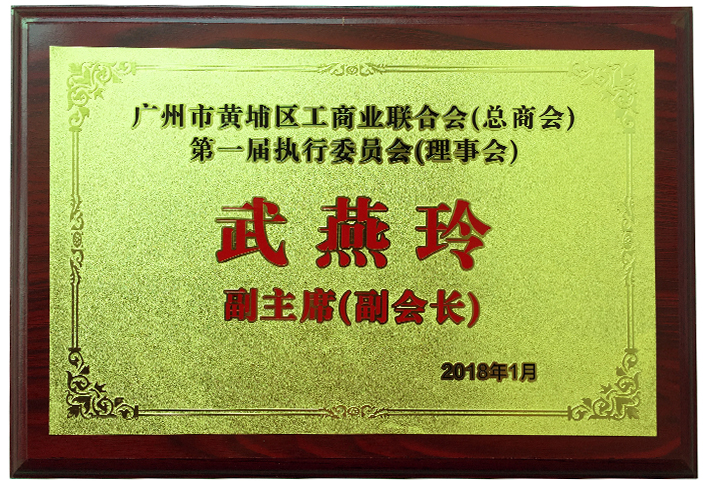 广州市黄埔区工商业联合会(总商会)
第一届执行委员会(理事会)
武燕玲
副主席(副会长)
2018年1月